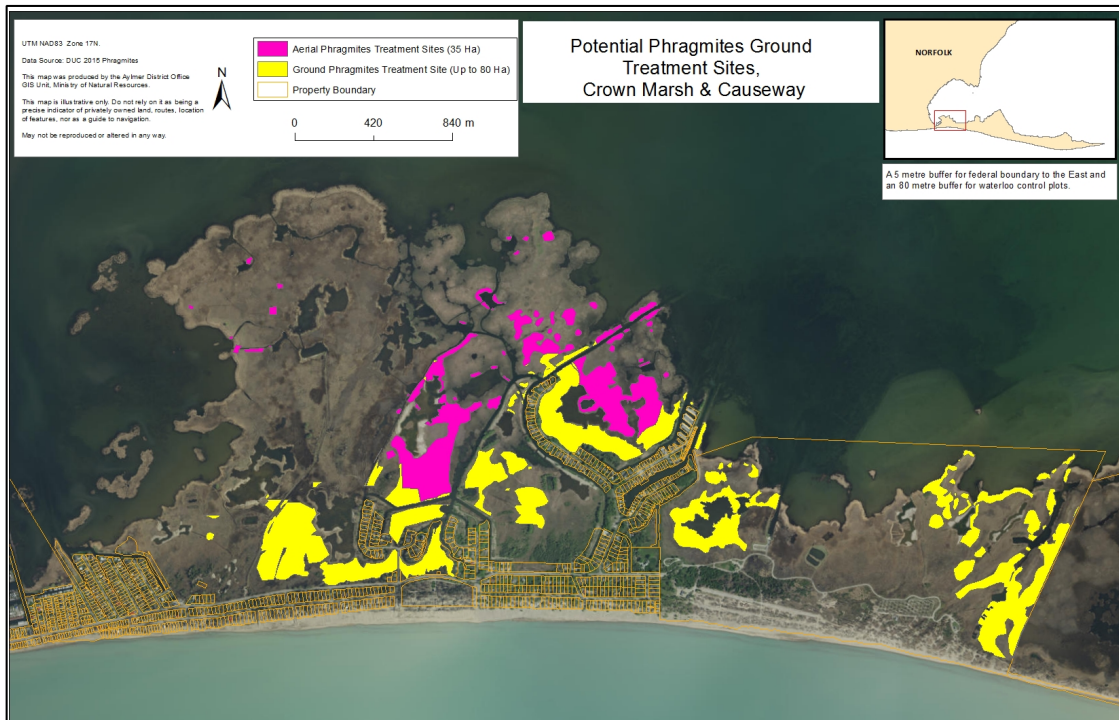 UTM NAD83 Zone 17N.
Data Source: DUC 2016 Phragmites
This map was produced by the Aylmer District Office
GIS Unit, Ministry of Natural Resources.
This map is illustrative only. Do not rely on it as being a
precise indicator of privately owned land, routes, location
of features, nor as a guide to navigation.
May not be reproduced or altered in any way.
N
Aerial Phragmites Treatment Sites (35 Ha)
Ground Phragmites Treatment Site (Up to 80 Ha)
Property Boundary
0 420 840 m
Potential Phragmites Ground
Treatment Sites,
Crown Marsh & Causeway
NORFOLK
A 5 metre buffer for federal boundary to the East and
an 80 metre buffer for waterloo control plots.